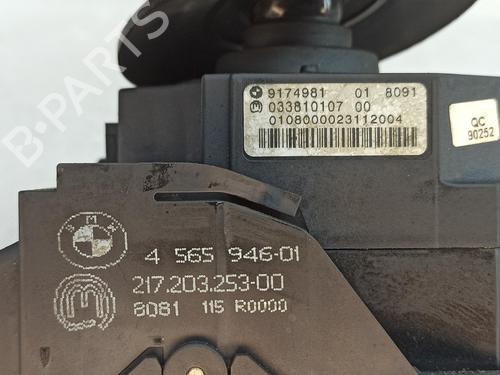 9174981 01 8091
033810107 00
0108000023112004
QC
90252
BMW
4 565 946-01
217.203.253-00
8081 115 R0000
B-PARTS